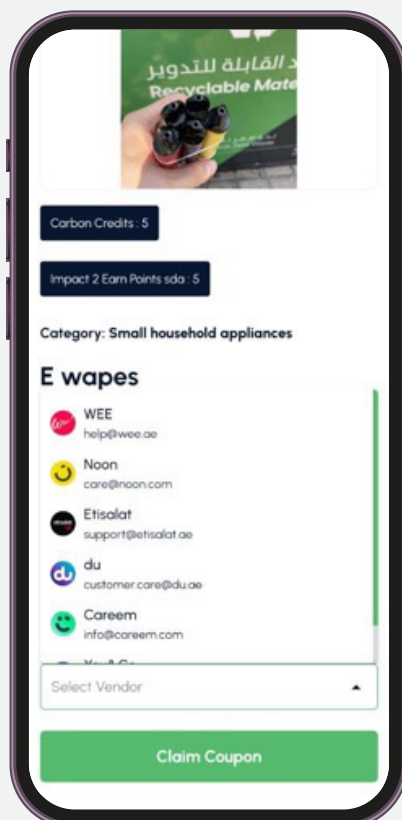 د القابلة للتدوير
Recyclable Mate
Carbon Credits : 5
Impact 2 Earn Points sda : 5
Category: Small household appliances
E wapes
WEE
help@wee.ae
Noon
care@noon.com
Etisalat
support@etisalat.ae
du
customer.care@du.ae
Careem
info@careem.com
Select Vendor
Claim Coupon